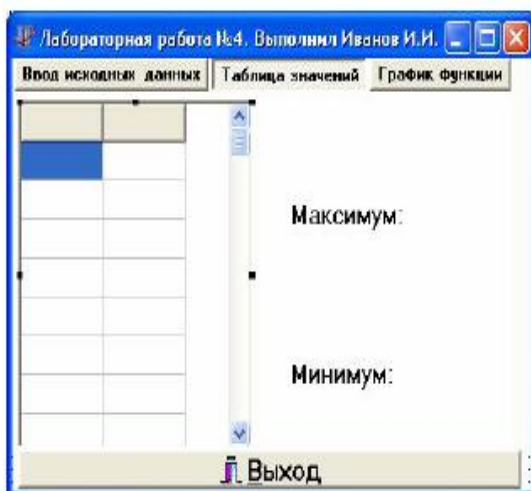 Лабораторная работа №4. Выполнил Иванов И.И.
Ввод исходных данных Таблица значений График функции
Максимум:
Минимум:
Выход